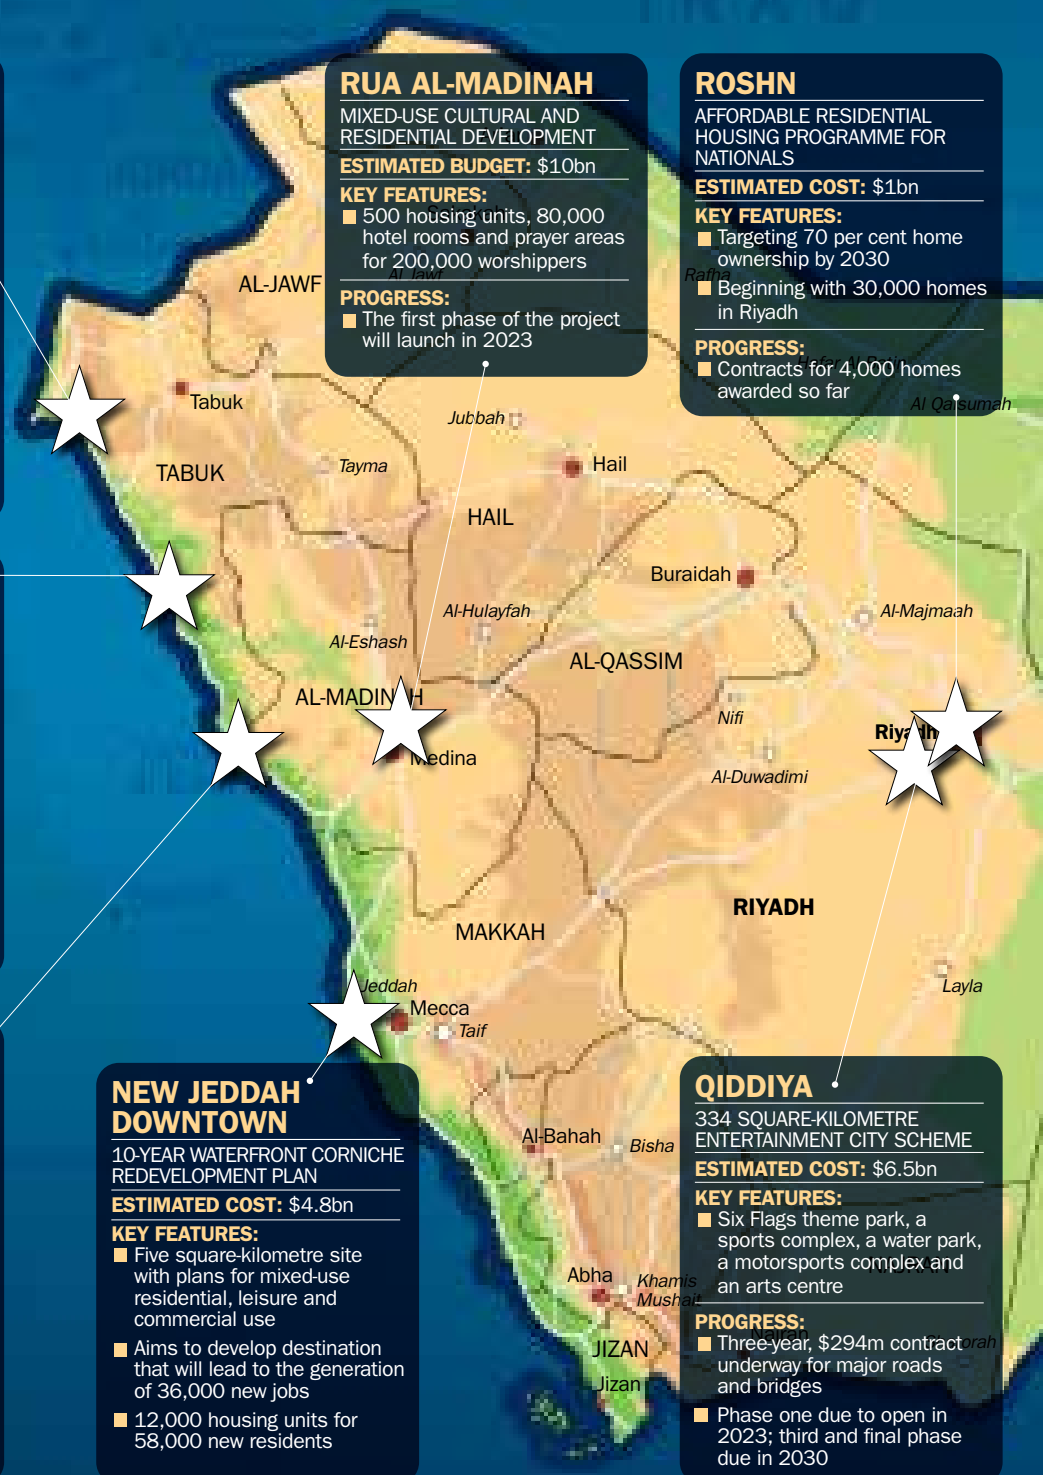 RUA AL-MADINAH
MIXED-USE CULTURAL AND
RESIDENTIAL DEVELOPMENT
ESTIMATED BUDGET: $10bn
KEY FEATURES:
500 housing units, 80,000
hotel rooms and prayer areas
for 200,000 worshippers
PROGRESS:
The first phase of the project
will launch in 2023
ROSHN
AFFORDABLE RESIDENTIAL
HOUSING PROGRAMME FOR
NATIONALS
ESTIMATED COST: $1bn
KEY FEATURES:
Targeting 70 per cent home
ownership by 2030
Beginning with 30,000 homes
in Riyadh
PROGRESS:
Contracts for 4,000 homes
awarded so far
AL-JAWF
Al Jawf
Rafha
Hafar Al-Batin
Al Qaisumah
Tabuk
Jubbah
TABUK
Tayma
Hail
HAIL
Buraidah
Al-Hulayfah
Al-Majmaah
Al-Eshash
AL-QASSIM
AL-MADINAH
Nifi
Riyadh
Medina
Al-Duwadimi
RIYADH
MAKKAH
Jeddah
Layla
Mecca
Taif
Al-Bahah
Bisha
Abha
Khamis
Mushait
JIZAN
Jizan
NAJRAN
Najran
Sharorah
NEW JEDDAH
DOWNTOWN
10-YEAR WATERFRONT CORNICHE
REDEVELOPMENT PLAN
ESTIMATED COST: $4.8bn
KEY FEATURES:
Five square-kilometre site
with plans for mixed-use
residential, leisure and
commercial use
Aims to develop destination
that will lead to the generation
of 36,000 new jobs
12,000 housing units for
58,000 new residents
QIDDIYA
334 SQUARE-KILOMETRE
ENTERTAINMENT CITY SCHEME
ESTIMATED COST: $6.5bn
KEY FEATURES:
Six Flags theme park, a
sports complex, a water park,
a motorsports complex and
an arts centre
PROGRESS:
Three-year, $294m contract
underway for major roads
and bridges
Phase one due to open in
2023; third and final phase
due in 2030